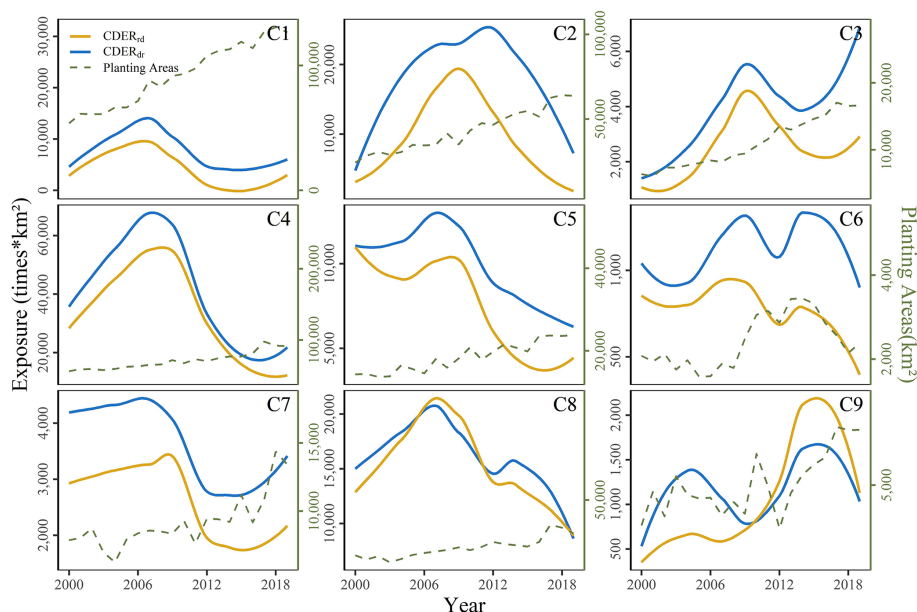 C1
CDERrd
CDERdr
Planting Areas
30,000
20,000
10,000
0
100,000
0
C2
20,000
10,000
100,000
50,000
C3
6,000
4,000
2,000
20,000
10,000
C4
60,000
40,000
20,000
200,000
100,000
C5
10,000
5,000
40,000
20,000
C6
1,000
500
4,000
2,000
C7
4,000
3,000
2,000
15,000
10,000
C8
20,000
15,000
10,000
50,000
C9
2,000
1,500
1,000
500
5,000
Exposure (times*km²)
Planting Areas(km²)
2000 2006 2012 2018
2000 2006 2012 2018
2000 2006 2012 2018
Year